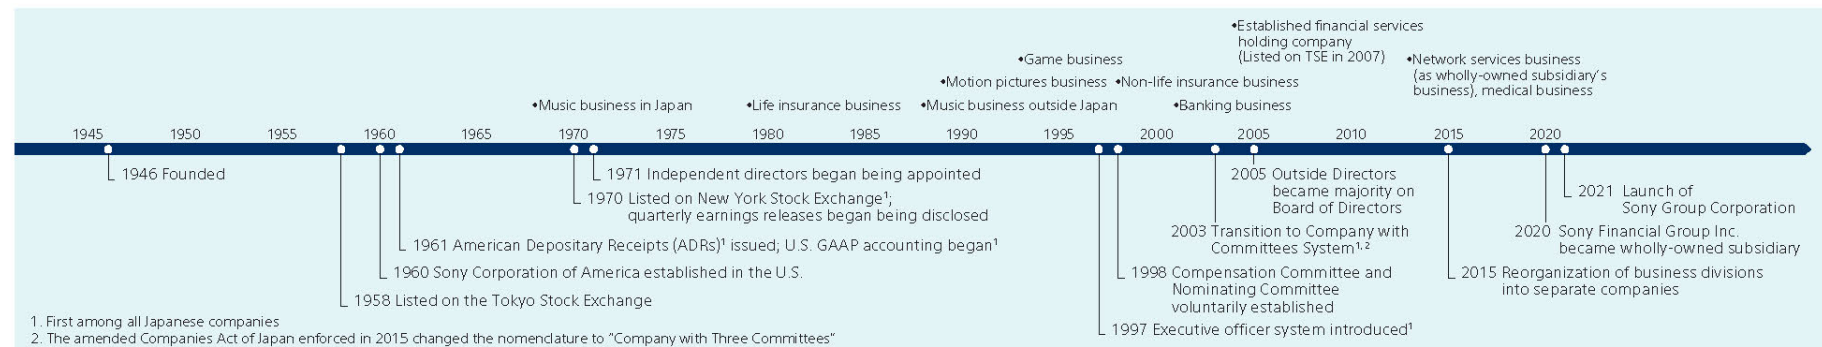 ◆Established financial services
holding company
(Listed on TSE in 2007)
◆Game business
◆Network services business
(as wholly-owned subsidiary's
business), medical business
◆Motion pictures business
◆Non-life insurance business
◆Music business in Japan
◆Life insurance business
◆Music business outside Japan
◆Banking business
1945 1950 1955 1960 1965 1970 1975 1980 1985 1990 1995 2000 2005 2010 2015 2020
1946 Founded
1971 Independent directors began being appointed
1970 Listed on New York Stock Exchange¹;
quarterly earnings releases began being disclosed
1961 American Depositary Receipts (ADRs)¹ issued; U.S. GAAP accounting began¹
1960 Sony Corporation of America established in the U.S.
1958 Listed on the Tokyo Stock Exchange
2005 Outside Directors
became majority on
Board of Directors
2003 Transition to Company with
Committees System¹˒²
1998 Compensation Committee and
Nominating Committee
voluntarily established
1997 Executive officer system introduced¹
2021 Launch of
Sony Group Corporation
2020 Sony Financial Group Inc.
became wholly-owned subsidiary
2015 Reorganization of business divisions
into separate companies
1. First among all Japanese companies
2. The amended Companies Act of Japan enforced in 2015 changed the nomenclature to "Company with Three Committees"